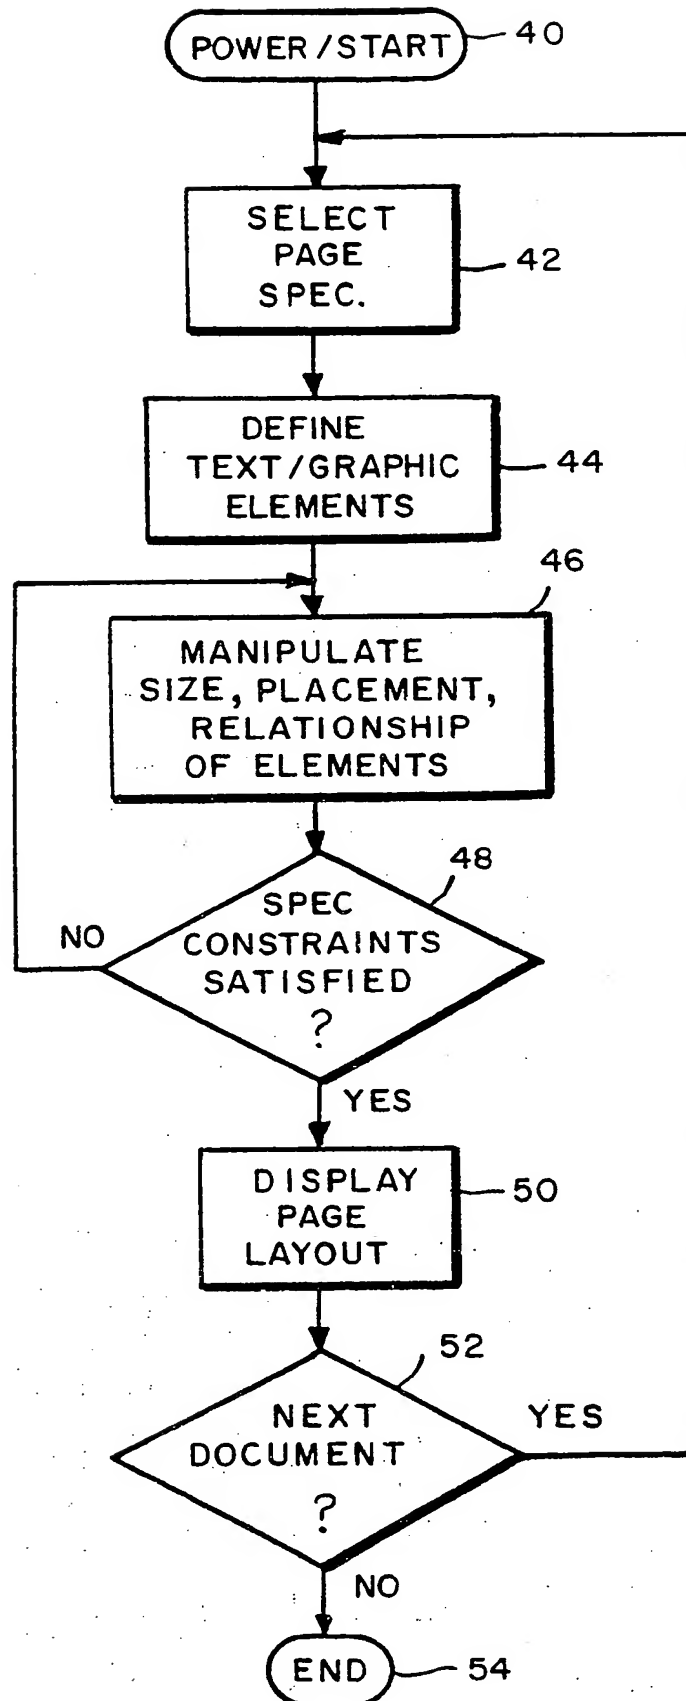 POWER/START
40
SELECT
PAGE
SPEC.
42
DEFINE
TEXT/GRAPHIC
ELEMENTS
44
46
MANIPULATE
SIZE, PLACEMENT,
RELATIONSHIP
OF ELEMENTS
48
SPEC
CONSTRAINTS
SATISFIED
?
NO
YES
DISPLAY
PAGE
LAYOUT
50
52
NEXT
DOCUMENT
?
YES
NO
END
54